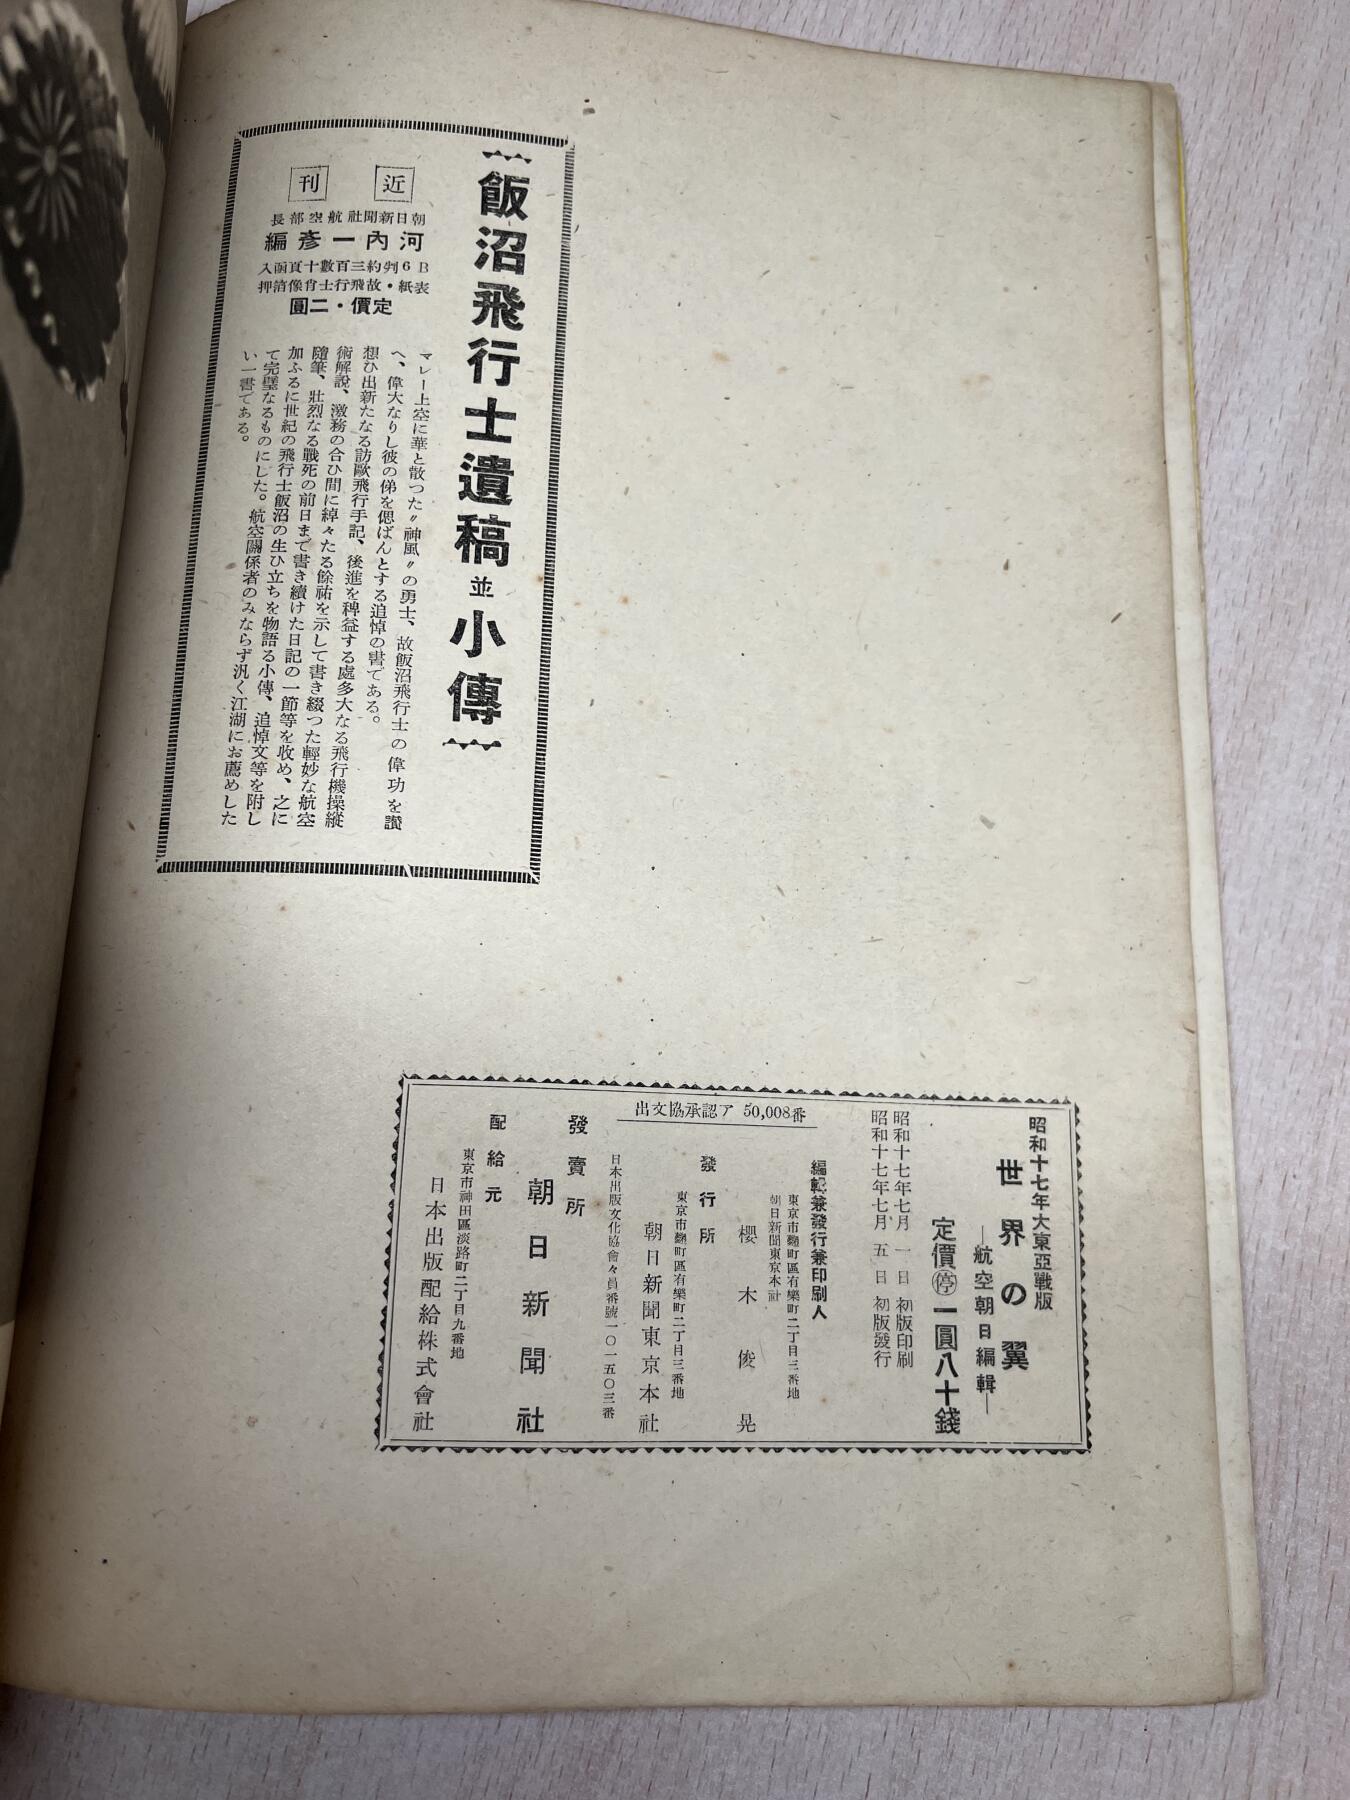 飯沼飛行士遺稿並小傳
近刊
朝日新聞社航空部長
河內一彥編
B6判約三百數十頁函入
表紙・故飛行士肖像箔押
定價・二圓
マレー上空に華と散つた〃神風〃の勇士、故飯沼飛行士の偉功を讃
へ、偉大なりし彼の俤を偲ばんとする追悼の書である。
想ひ出新たなる訪歐飛行手記、後進を稗益する處多大なる飛行機操縱
術解說、激務の合ひ間に綽々たる餘祐を示して書き綴つた輕妙な航空
隨筆、壯烈なる戰死の前日まで書き續けた日記の一節等を收め、之に
加ふるに世紀の飛行士飯沼の生ひ立ちを物語る小傳、追悼文等を附し
て完璧なるものにした。航空關係者のみならず汎く江湖にお薦めした
い一書である。
昭和十七年大東亞戰版
世界の翼
―航空朝日編輯―
定價㊡一圓八十錢
昭和十七年七月一日初版印刷
昭和十七年七月五日初版發行
出文協承認ア 50,008番
編輯兼發行兼印刷人
東京市麴町區有樂町二丁目三番地
朝日新聞東京本社
櫻木俊晃
發行所
東京市麴町區有樂町二丁目三番地
朝日新聞東京本社
日本出版文化協會々員番號一〇一五〇三番
發賣所
朝日新聞社
配給元
東京市神田區淡路町二丁目九番地
日本出版配給株式會社